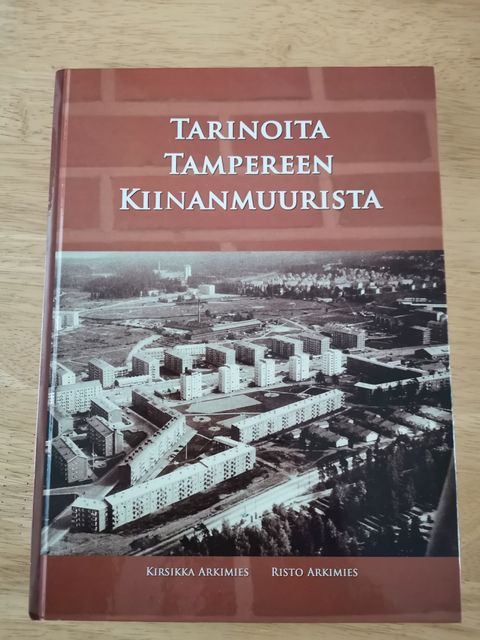 TARINOITA
TAMPEREEN
KIINANMUURISTA
KIRSIKKA ARKIMIES RISTO ARKIMIES